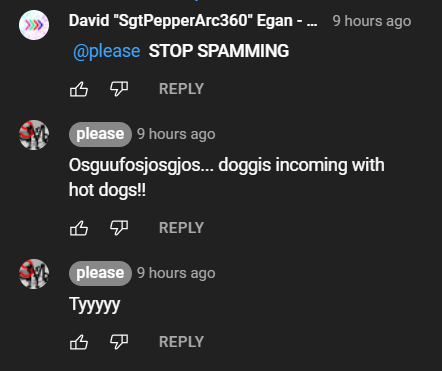 David "SgtPepperArc360" Egan - ... 9 hours ago
@please STOP SPAMMING
REPLY
please 9 hours ago
Osguufosjosgjos... doggis incoming with
hot dogs!!
REPLY
please 9 hours ago
Tyyyyy
REPLY